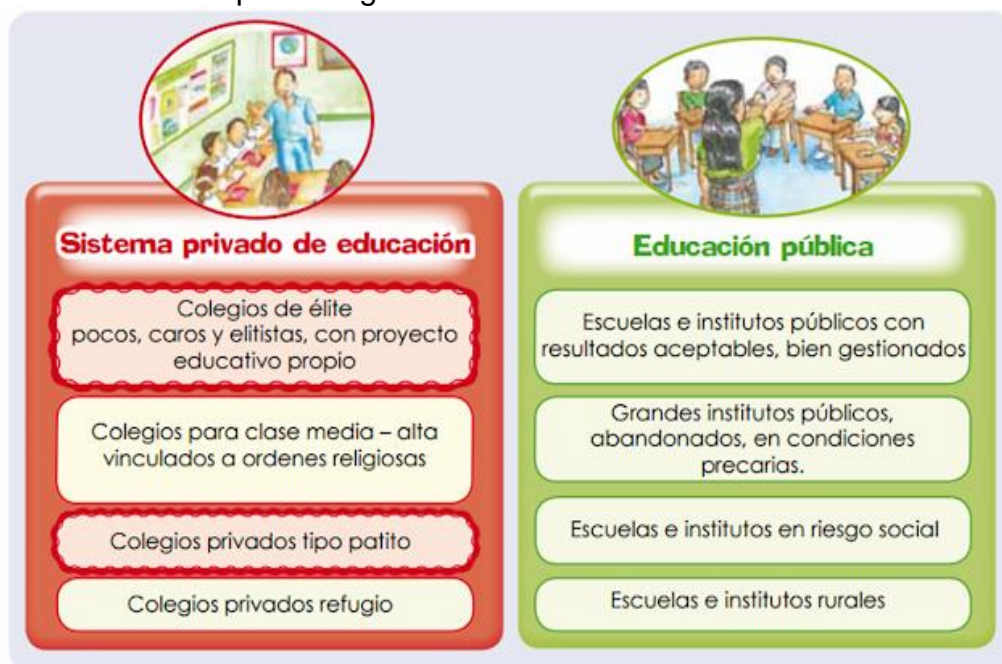 Sistema privado de educación
Colegios de élite
pocos, caros y elitistas, con proyecto
educativo propio
Colegios para clase media – alta
vinculados a ordenes religiosas
Colegios privados tipo patito
Colegios privados refugio
Educación pública
Escuelas e institutos públicos con
resultados aceptables, bien gestionados
Grandes institutos públicos,
abandonados, en condiciones
precarias.
Escuelas e institutos en riesgo social
Escuelas e institutos rurales